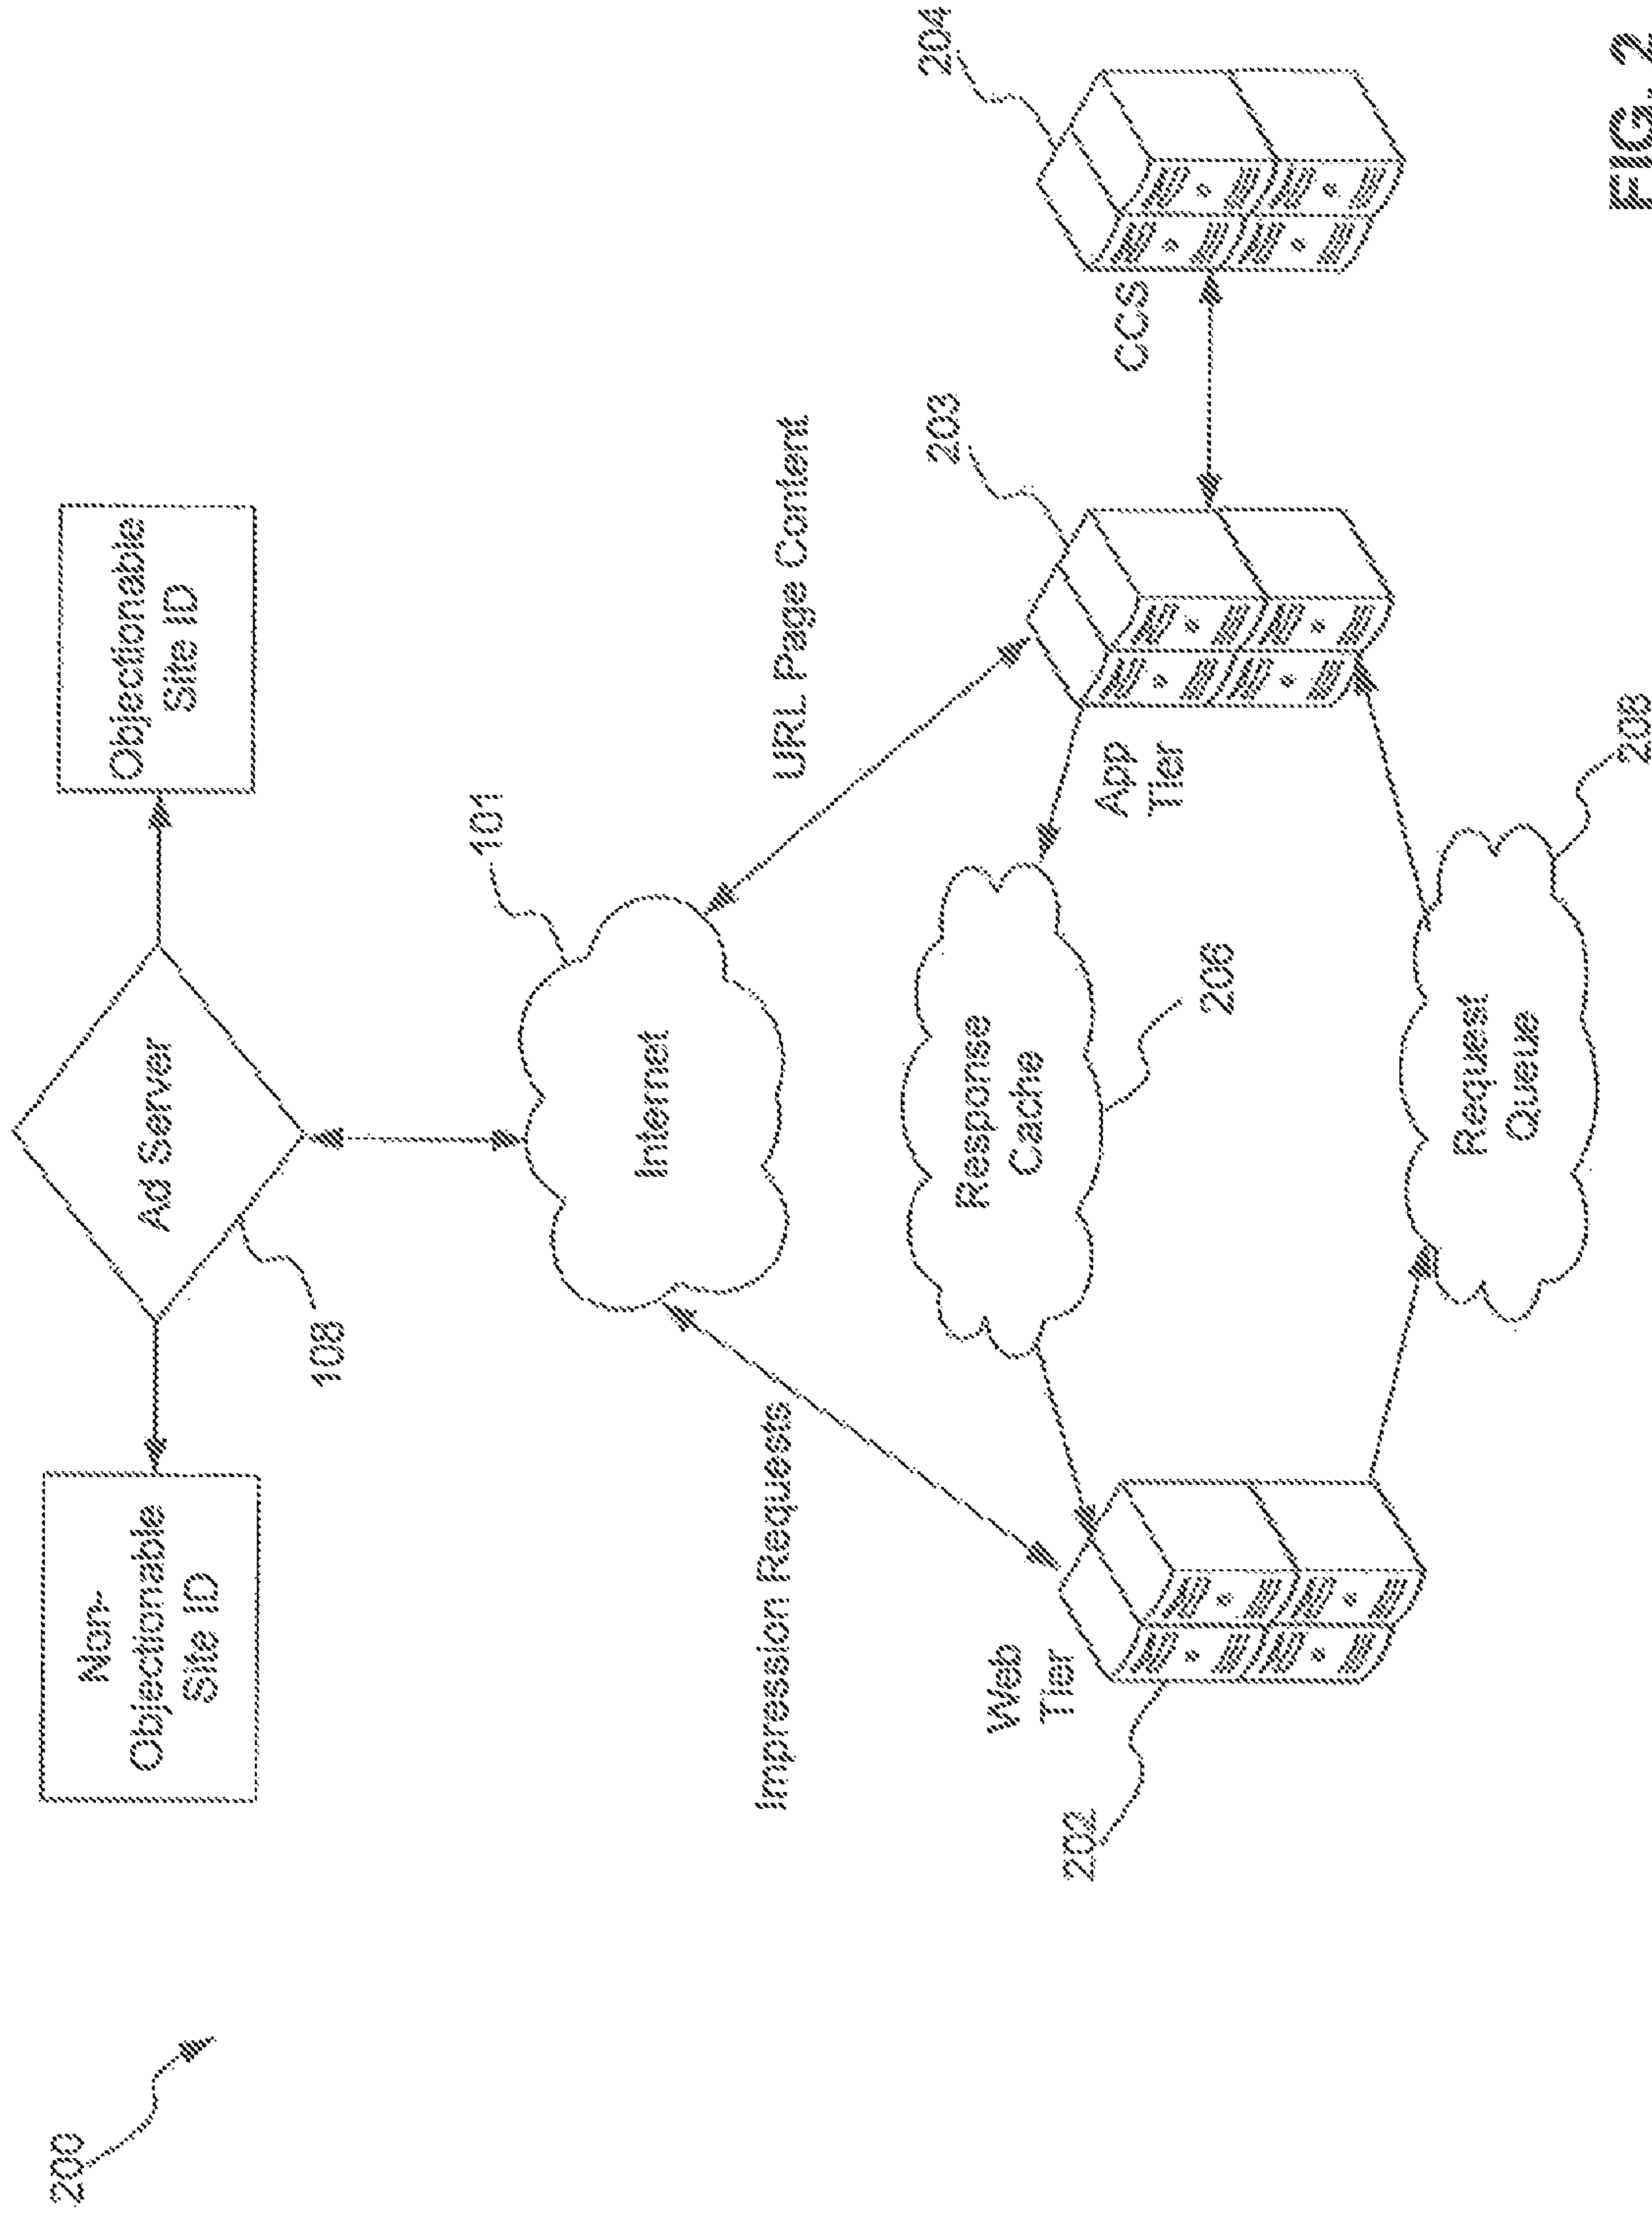 200
Non-
Objectionable
Site ID
Ad Server
Objectionable
Site ID
108
101
Internet
Impression Requests
URL Page Content
Response
Cache
206
Web
Tier
202
App
Tier
203
CCS
204
Request
Queue
208
FIG. 2